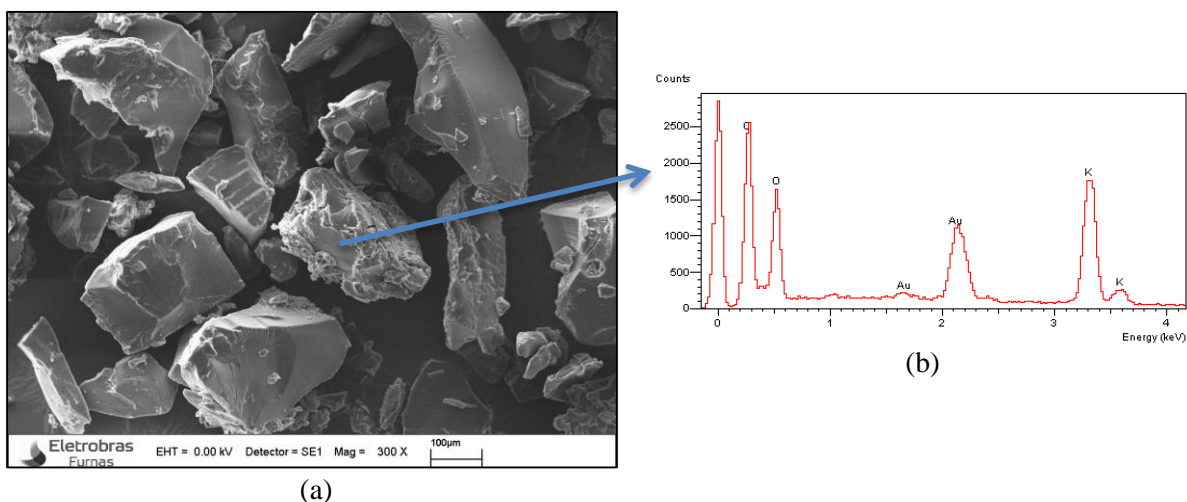 Eletrobras
Furnas
EHT = 0.00 kV Detector = SE1 Mag = 300 X
100µm
(a)
Counts
2500
2000
1500
1000
500
0
C
O
Au
Au
K
K
0 1 2 3 4
Energy (keV)
(b)